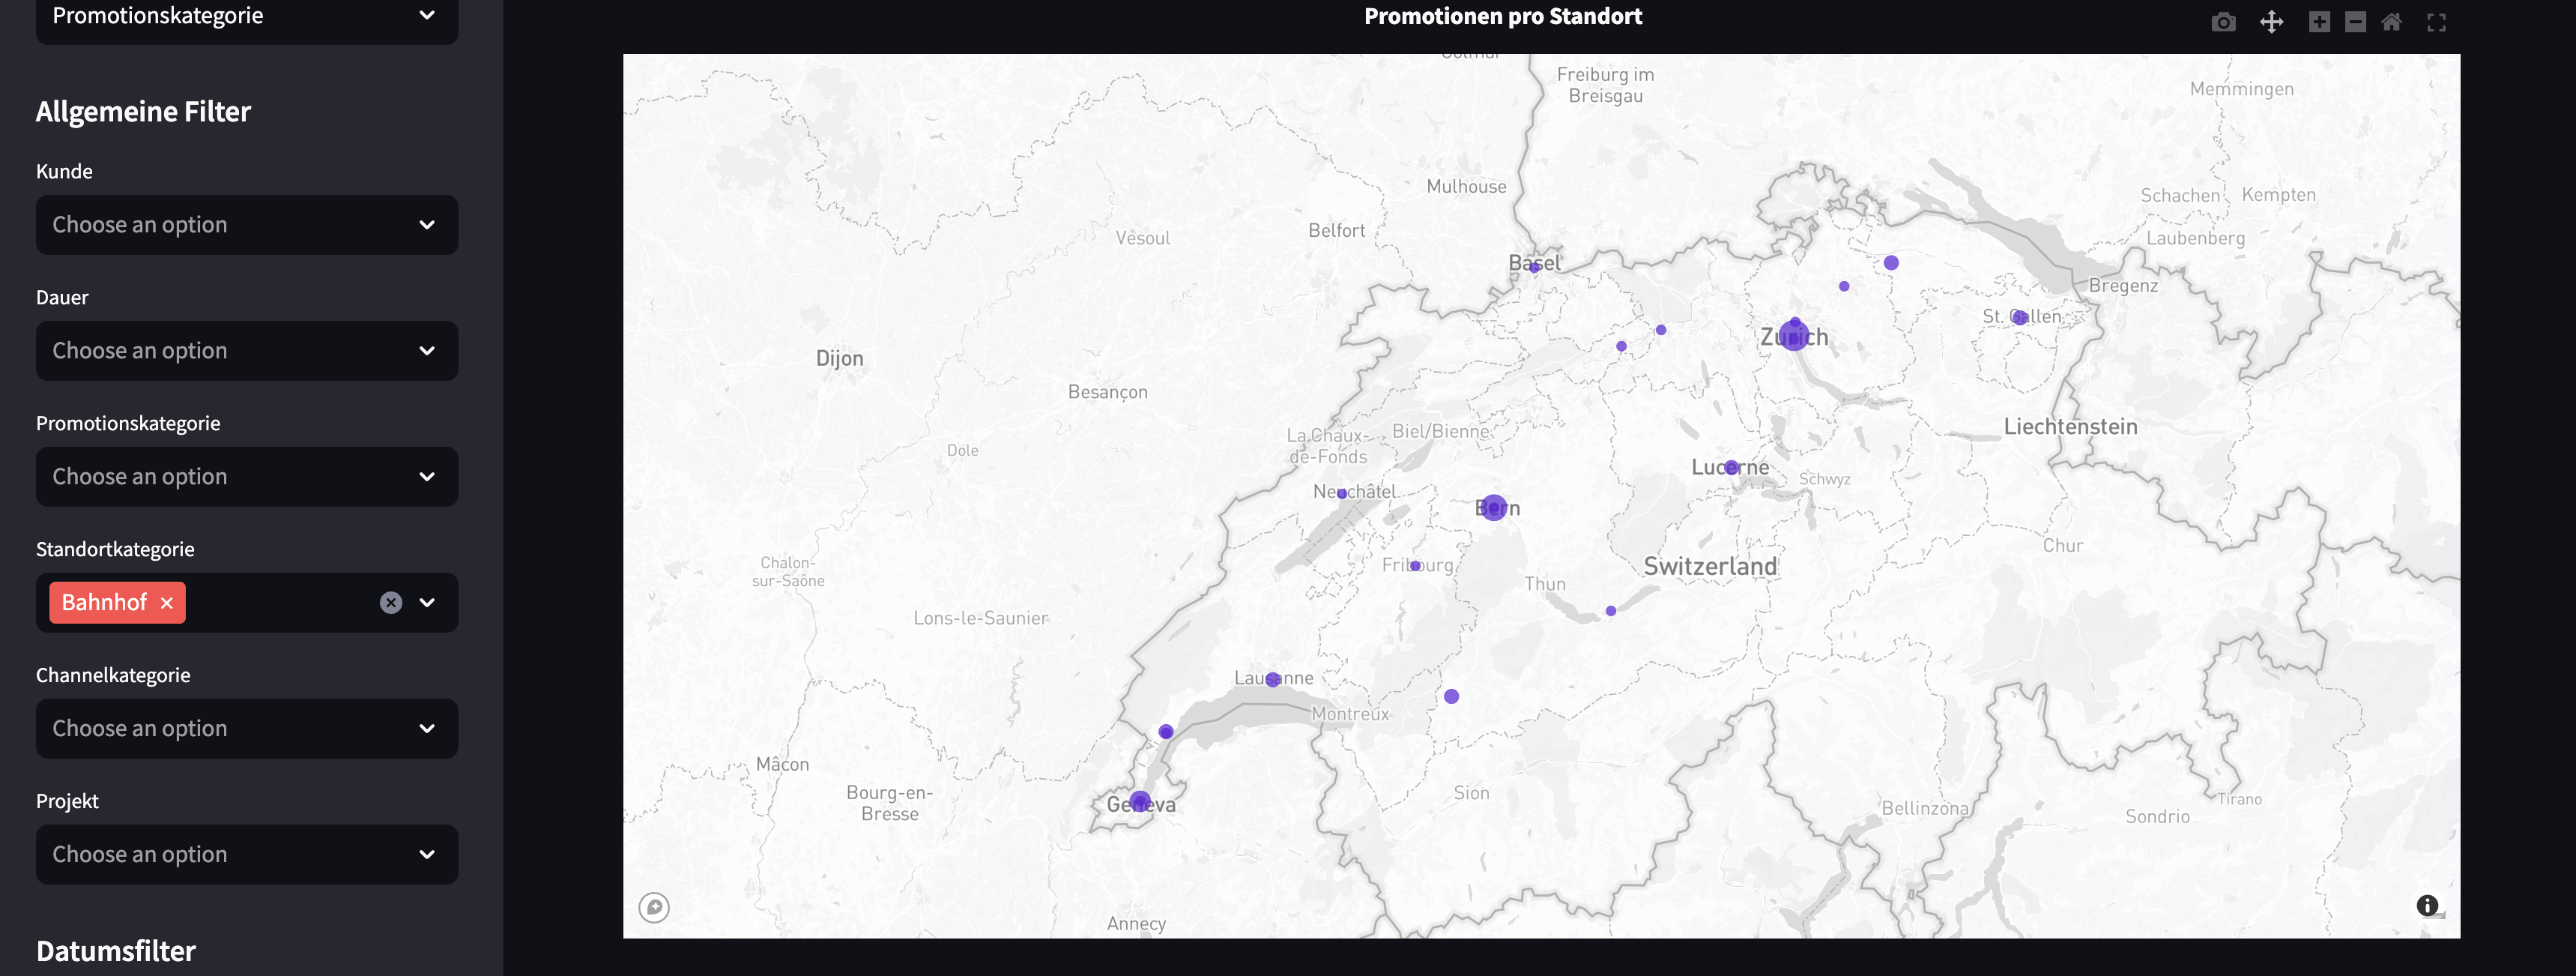 Promotionskategorie
Allgemeine Filter
Kunde
Choose an option
Dauer
Choose an option
Promotionskategorie
Choose an option
Standortkategorie
Bahnhof
Channelkategorie
Choose an option
Projekt
Choose an option
Datumsfilter
Promotionen pro Standort
Colmar
Freiburg im
Breisgau
Memmingen
Mulhouse
Schachen
Kempten
Belfort
Vesoul
Laubenberg
Basel
Bregenz
St. Gallen
Zurich
Dijon
Besançon
Liechtenstein
La Chaux-
de-Fonds
Biel/Bienne
Dole
Lucerne
Schwyz
Neuchâtel
Bern
Chur
Chalon-
sur-Saône
Fribourg
Switzerland
Thun
Lons-le-Saunier
Lausanne
Montreux
Mâcon
Bourg-en-
Bresse
Sion
Geneva
Bellinzona
Tirano
Sondrio
Annecy